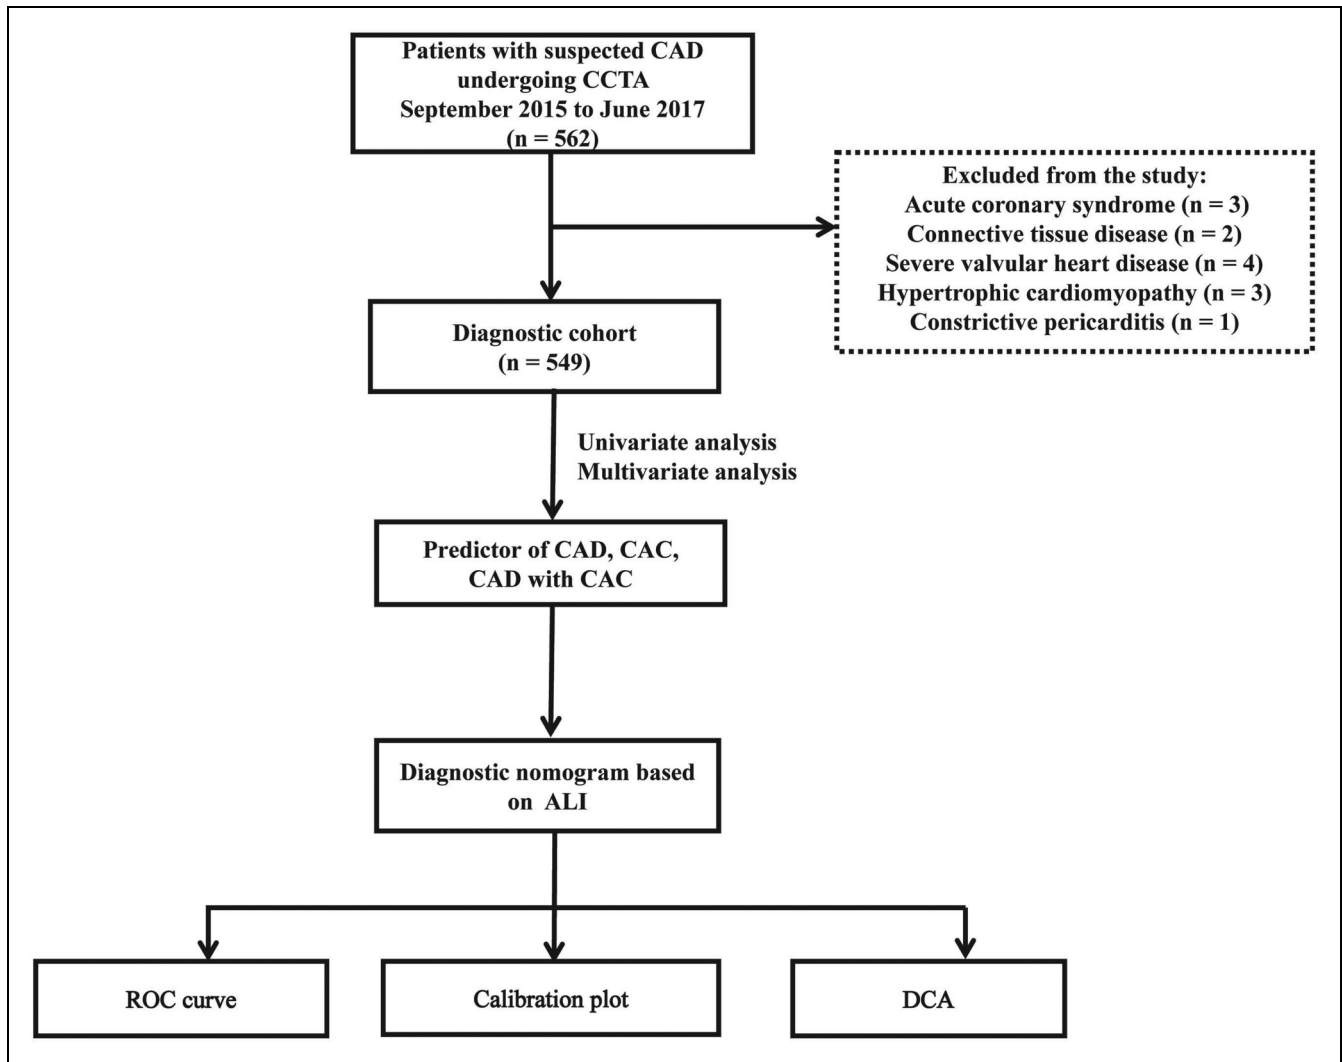 Patients with suspected CAD
undergoing CCTA
September 2015 to June 2017
(n = 562)
Excluded from the study:
Acute coronary syndrome (n = 3)
Connective tissue disease (n = 2)
Severe valvular heart disease (n = 4)
Hypertrophic cardiomyopathy (n = 3)
Constrictive pericarditis (n = 1)
Diagnostic cohort
(n = 549)
Univariate analysis
Multivariate analysis
Predictor of CAD, CAC,
CAD with CAC
Diagnostic nomogram based
on ALI
ROC curve
Calibration plot
DCA